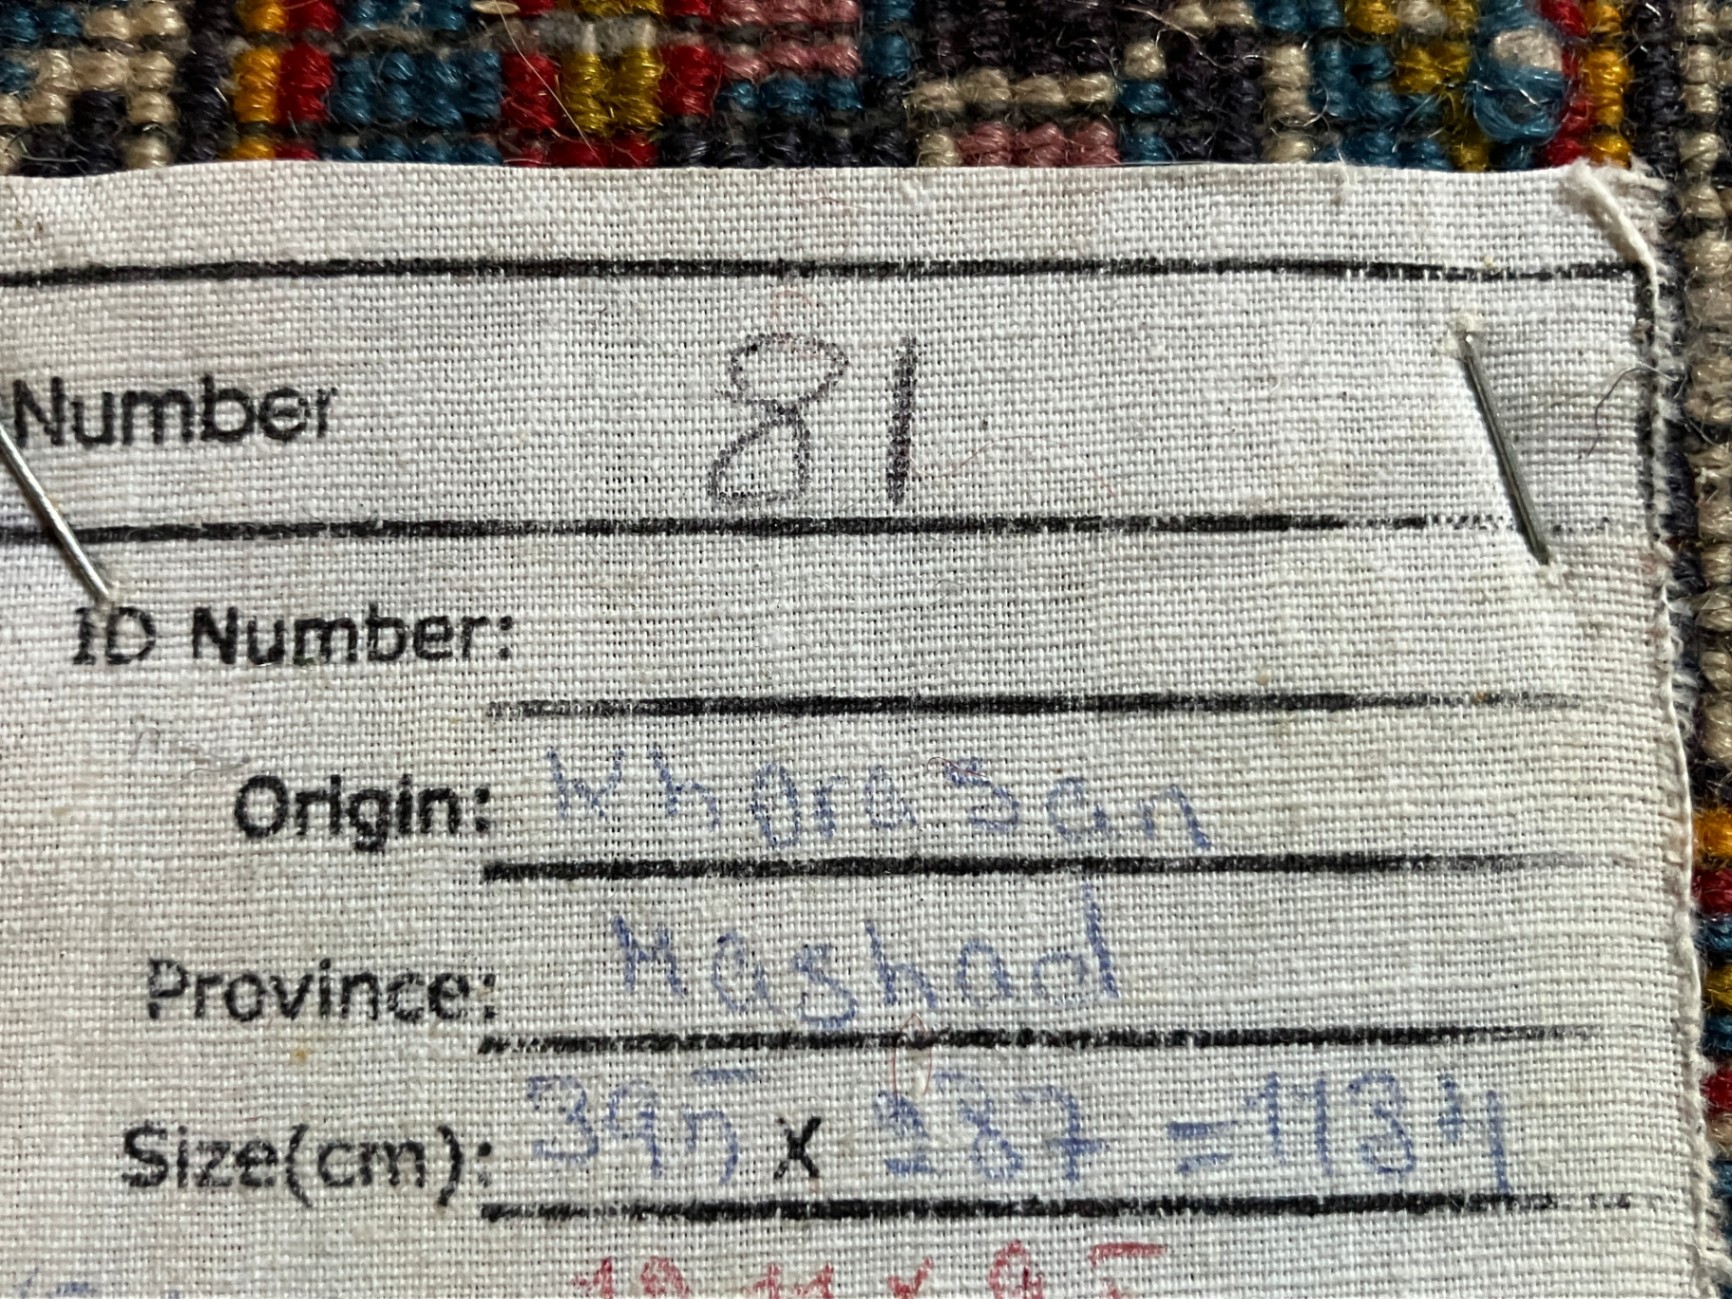 Number 81
ID Number:
Origin: Khorasan
Province: Mashad
Size(cm): 395 X 287 = 1134